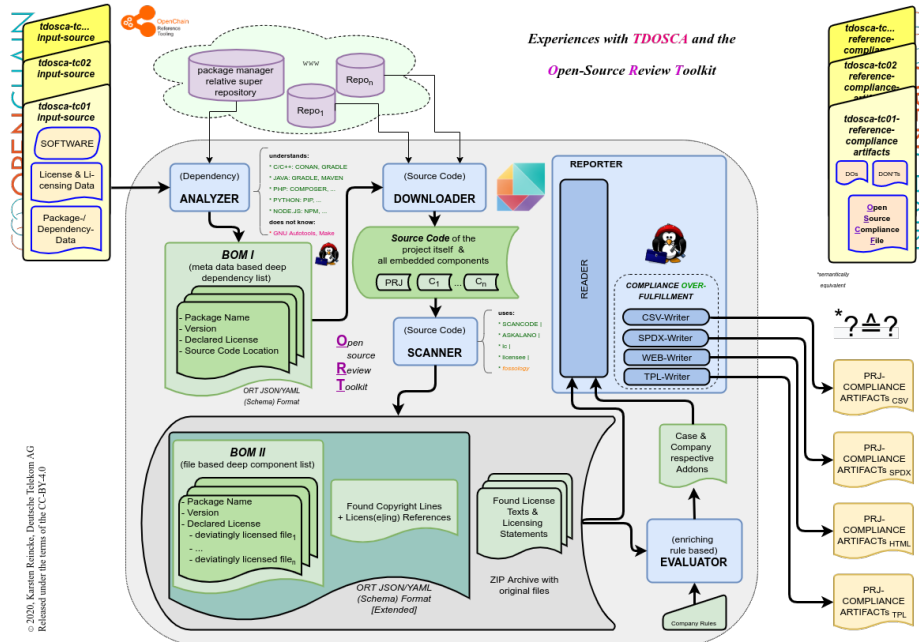 tdosca-tc...
input-source
tdosca-tc02
input-source
tdosca-tc01
input-source
SOFTWARE
License & Li-
censing Data
Package-/
Dependency-
Data
OpenChain
Reference
Tooling
package manager
relative super
repository
www
Repo1
Repon
Experiences with TDOSCA and the
Open-Source Review Toolkit
tdosca-tc...
reference-
complian-
tdosca-tc02
reference-
compliance-
arti
tdosca-tc01-
reference-
compliance
artifacts
DOs
DON'Ts
Open
Source
Compliance
File
*semantically
equivalent
*?≙?
(Dependency)
ANALYZER
understands:
* C/C++: CONAN, GRADLE
* JAVA: GRADLE, MAVEN
* PHP: COMPOSER, ...
* PYTHON: PIP, ...
* NODE.JS: NPM, ...
does not know:
* GNU Autotools, Make
(Source Code)
DOWNLOADER
BOM I
(meta data based deep
dependency list)
- Package Name
- Version
- Declared License
- Source Code Location
ORT JSON/YAML
(Schema) Format
Source Code of the
project itself &
all embedded components
PRJ
C1
...
Cn
Open
source
Review
Toolkit
(Source Code)
SCANNER
uses:
* SCANCODE |
* ASKALANO |
* lc |
* licensee |
* fossology
REPORTER
READER
COMPLIANCE OVER-
FULFILLMENT
CSV-Writer
SPDX-Writer
WEB-Writer
TPL-Writer
PRJ-
COMPLIANCE
ARTIFACTs CSV
PRJ-
COMPLIANCE
ARTIFACTs SPDX
PRJ-
COMPLIANCE
ARTIFACTs HTML
PRJ-
COMPLIANCE
ARTIFACTs TPL
BOM II
(file based deep component list)
- Package Name
- Version
- Declared License
- deviatingly licensed file1
- ...
- deviatingly licensed filen
Found Copyright Lines
+ Licens(e|ing) References
ORT JSON/YAML
(Schema) Format
[Extended]
Found License
Texts &
Licensing
Statements
ZIP Archive with
original files
Case &
Company
respective
Addons
(enriching
rule based)
EVALUATOR
Company Rules
© 2020, Karsten Reincke, Deutsche Telekom AG
Released under the terms of the CC-BY-4.0